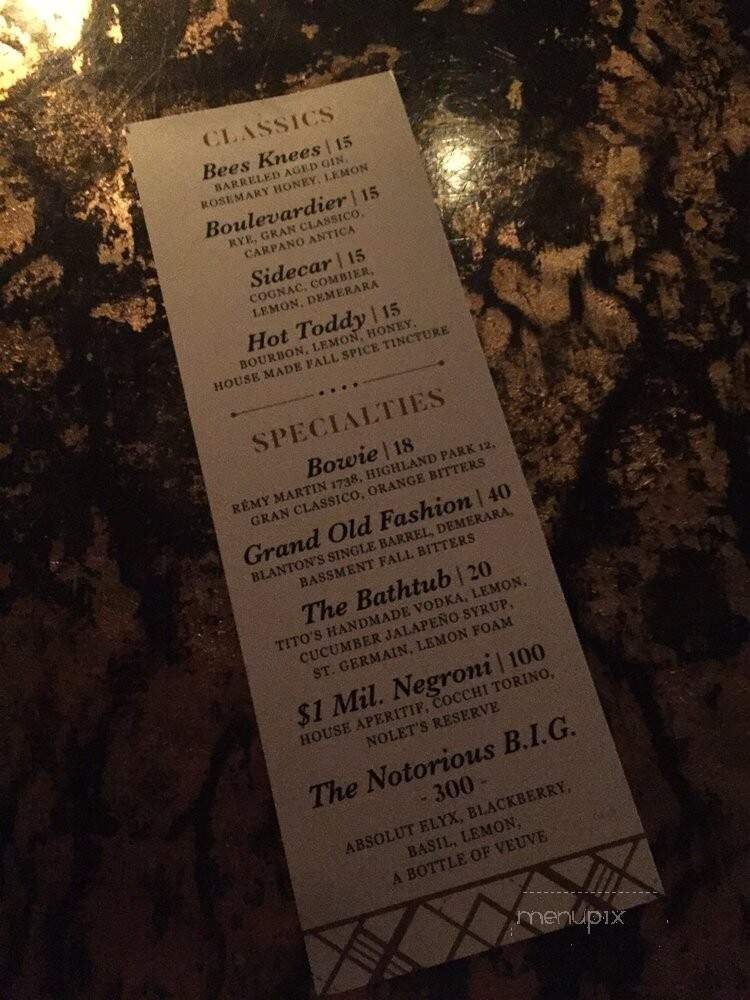 CLASSICS
Bees Knees | 15
BARRELED AGED GIN,
ROSEMARY HONEY, LEMON
Boulevardier | 15
RYE, GRAN CLASSICO,
CARPANO ANTICA
Sidecar | 15
COGNAC, COMBIER,
LEMON, DEMERARA
Hot Toddy | 15
BOURBON, LEMON, HONEY,
HOUSE MADE FALL SPICE TINCTURE
SPECIALTIES
Bowie | 18
RÉMY MARTIN 1738, HIGHLAND PARK 12,
GRAN CLASSICO, ORANGE BITTERS
Grand Old Fashion | 40
BLANTON'S SINGLE BARREL, DEMERARA,
BASSMENT FALL BITTERS
The Bathtub | 20
TITO'S HANDMADE VODKA, LEMON,
CUCUMBER JALAPEÑO SYRUP,
ST. GERMAIN, LEMON FOAM
$1 Mil. Negroni | 100
HOUSE APERITIF, COCCHI TORINO,
NOLET'S RESERVE
The Notorious B.I.G.
- 300 -
ABSOLUT ELYX, BLACKBERRY,
BASIL, LEMON,
A BOTTLE OF VEUVE
menupix